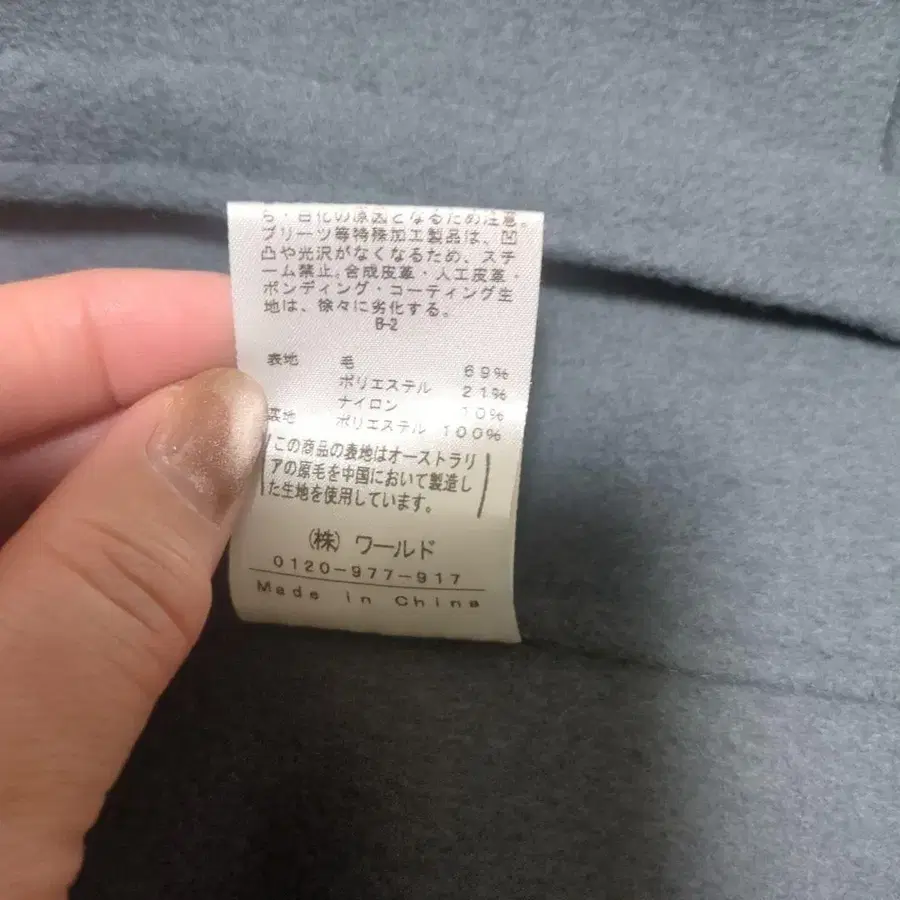 ら・白化の原因となるため注意。
プリーツ等特殊加工製品は、凹
凸や光沢がなくなるため、スチ
ーム禁止。合成皮革・人工皮革・
ボンディング・コーティング生
地は、徐々に劣化する。
B-2
表地 毛 69%
ポリエステル 21%
ナイロン 10%
裏地 ポリエステル 100%
この商品の表地はオーストラリ
アの原毛を中国において製造し
た生地を使用しています。
(株) ワールド
0120-977-917
Made in China